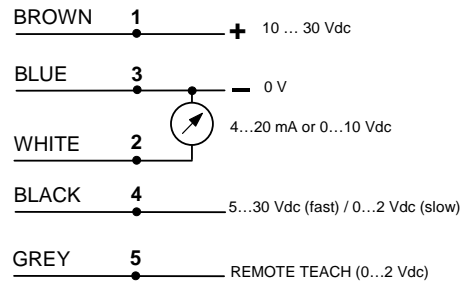 BROWN 1 + 10 … 30 Vdc
BLUE 3 − 0 V
4…20 mA or 0…10 Vdc
WHITE 2
BLACK 4 5…30 Vdc (fast) / 0…2 Vdc (slow)
GREY 5 REMOTE TEACH (0…2 Vdc)